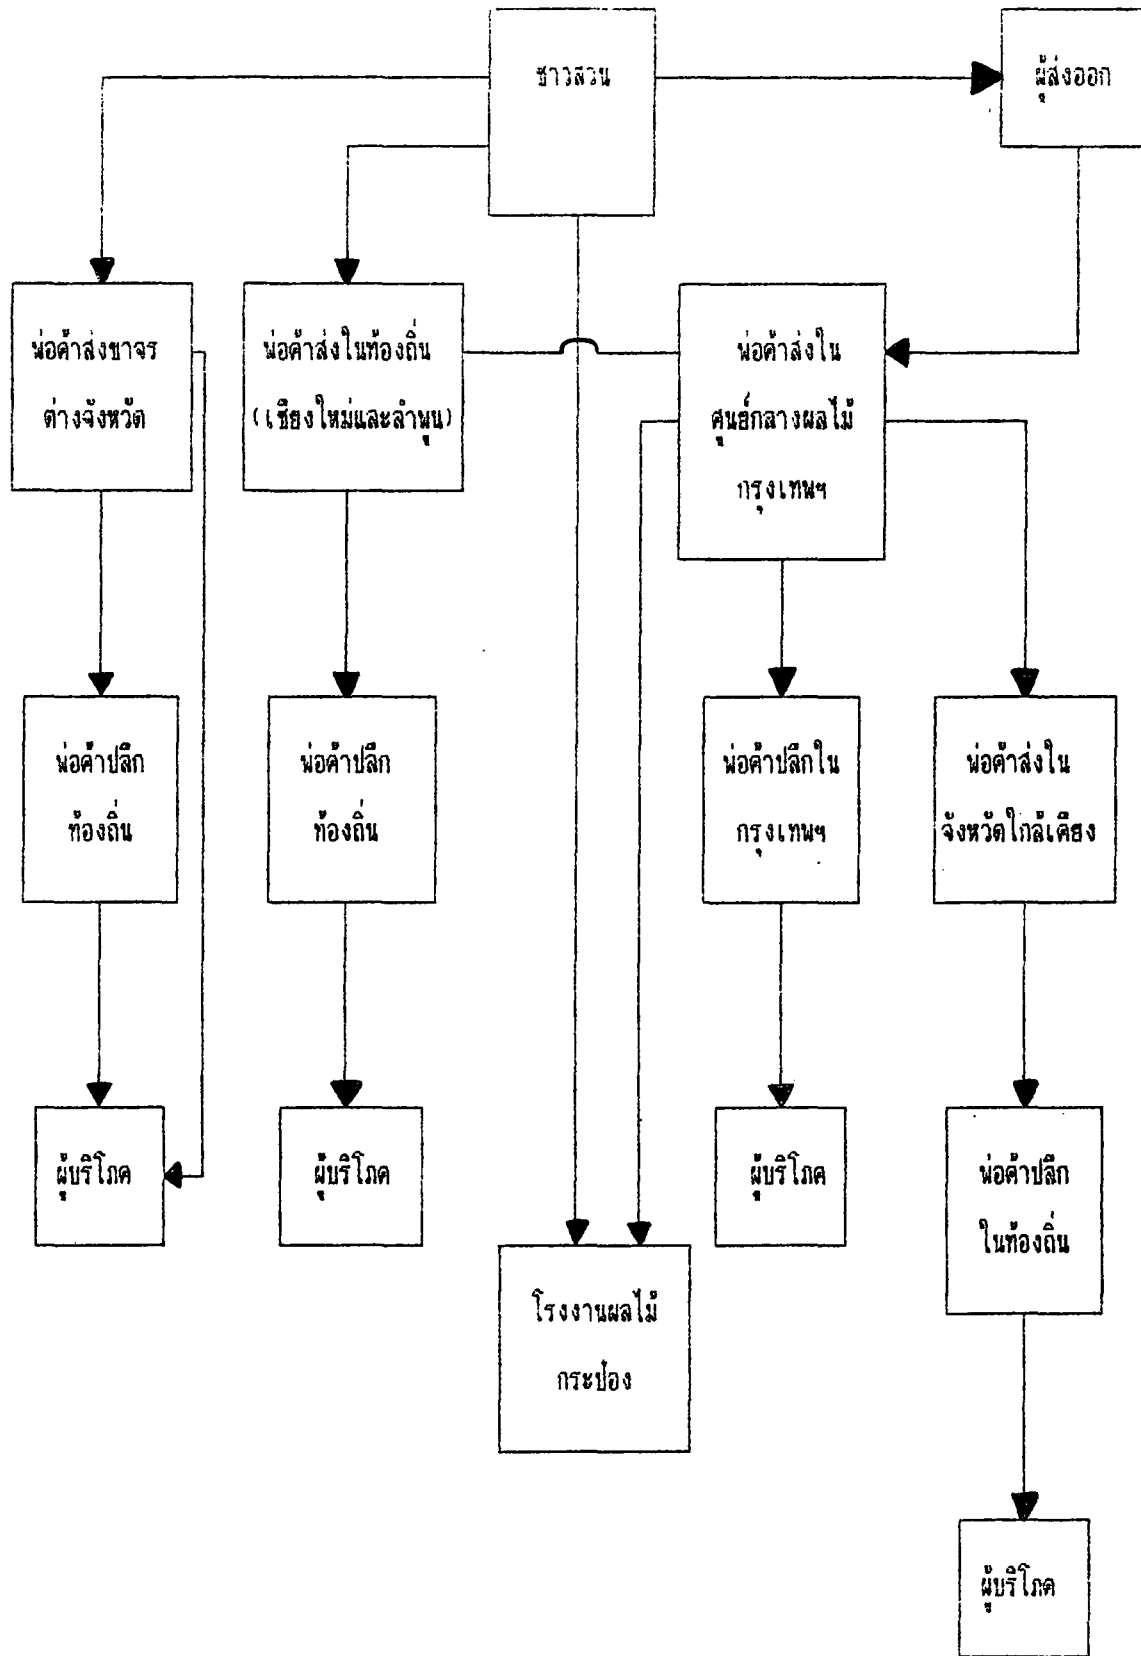 ชาวสวน
ผู้ส่งออก
พ่อค้าส่งขาจร
ต่างจังหวัด
พ่อค้าส่งในท้องถิ่น
(เชียงใหม่และลำพูน)
พ่อค้าส่งใน
ศูนย์กลางผลไม้
กรุงเทพฯ
พ่อค้าปลีก
ท้องถิ่น
พ่อค้าปลีก
ท้องถิ่น
พ่อค้าปลีกใน
กรุงเทพฯ
พ่อค้าส่งใน
จังหวัดใกล้เคียง
ผู้บริโภค
ผู้บริโภค
ผู้บริโภค
พ่อค้าปลีก
ในท้องถิ่น
โรงงานผลไม้
กระป๋อง
ผู้บริโภค